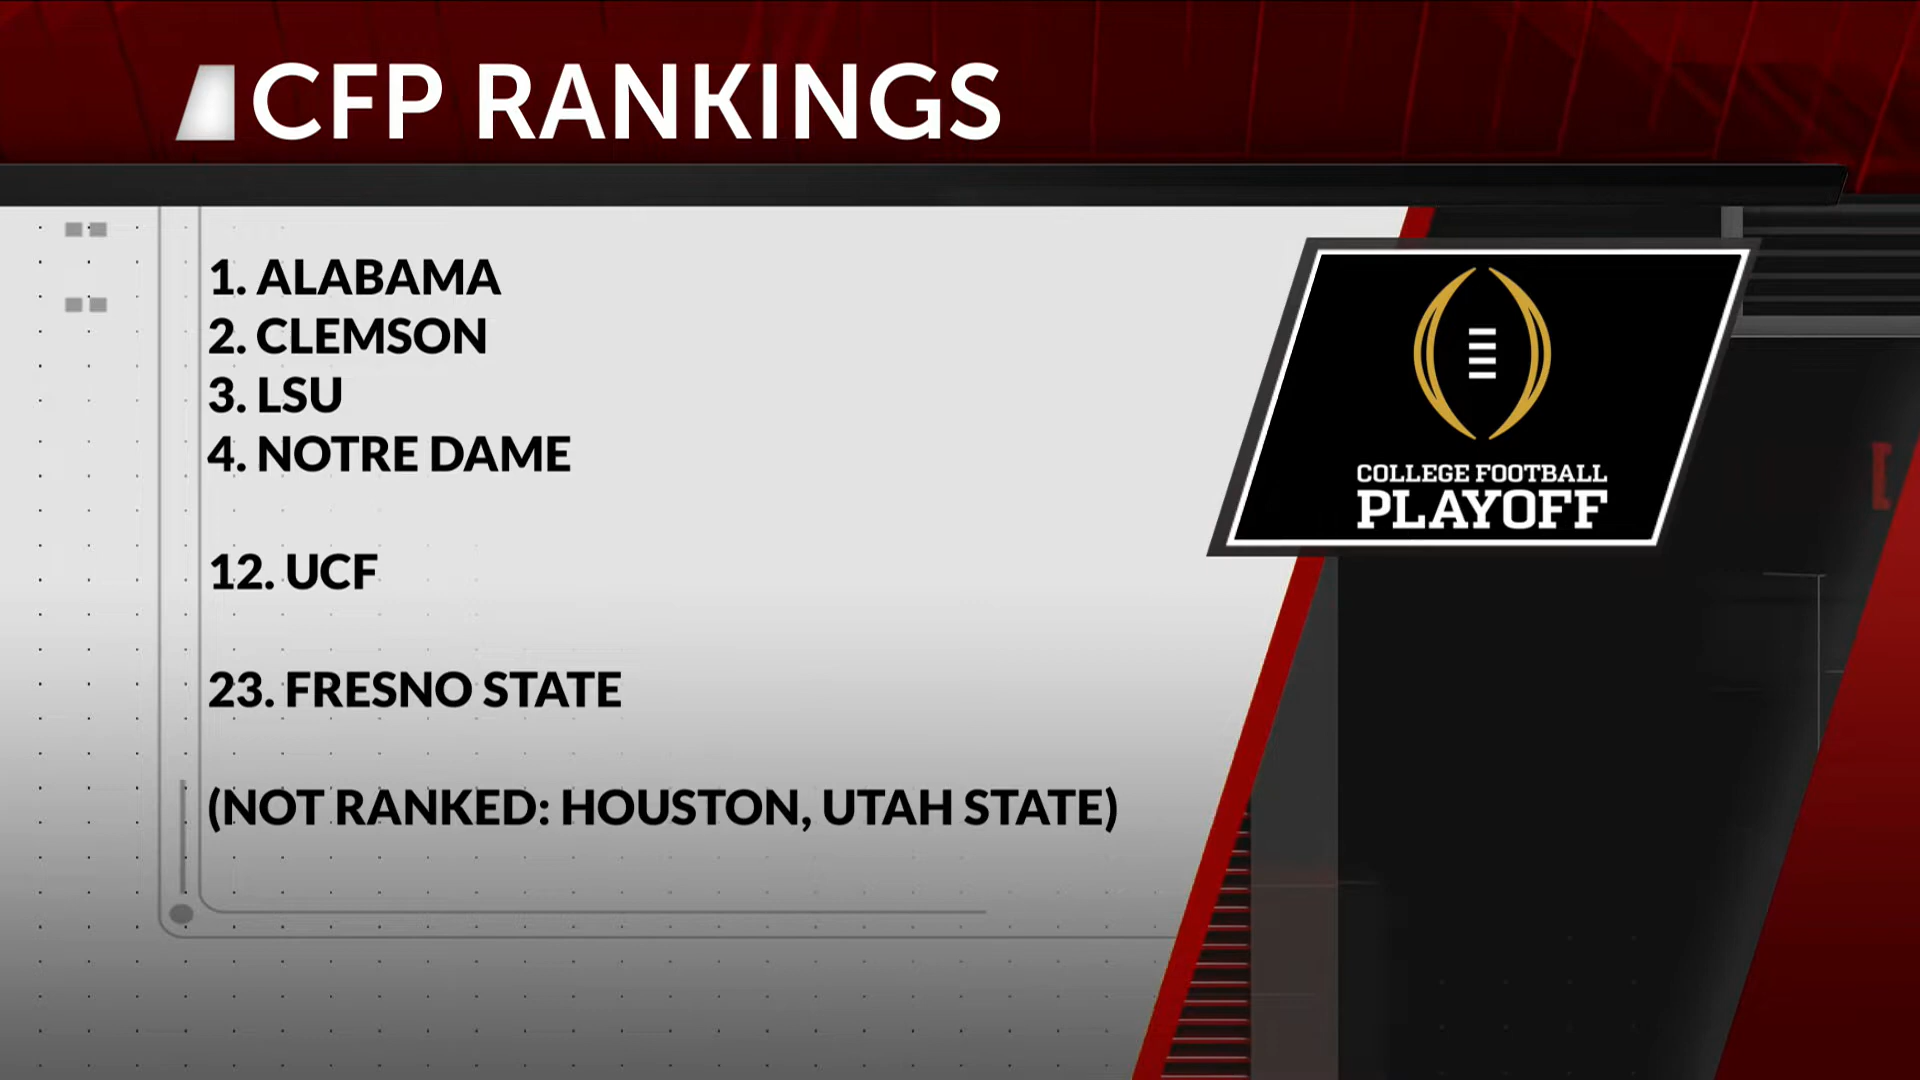 CFP RANKINGS
1. ALABAMA
2. CLEMSON
3. LSU
4. NOTRE DAME
12. UCF
23. FRESNO STATE
(NOT RANKED: HOUSTON, UTAH STATE)
COLLEGE FOOTBALL
PLAYOFF